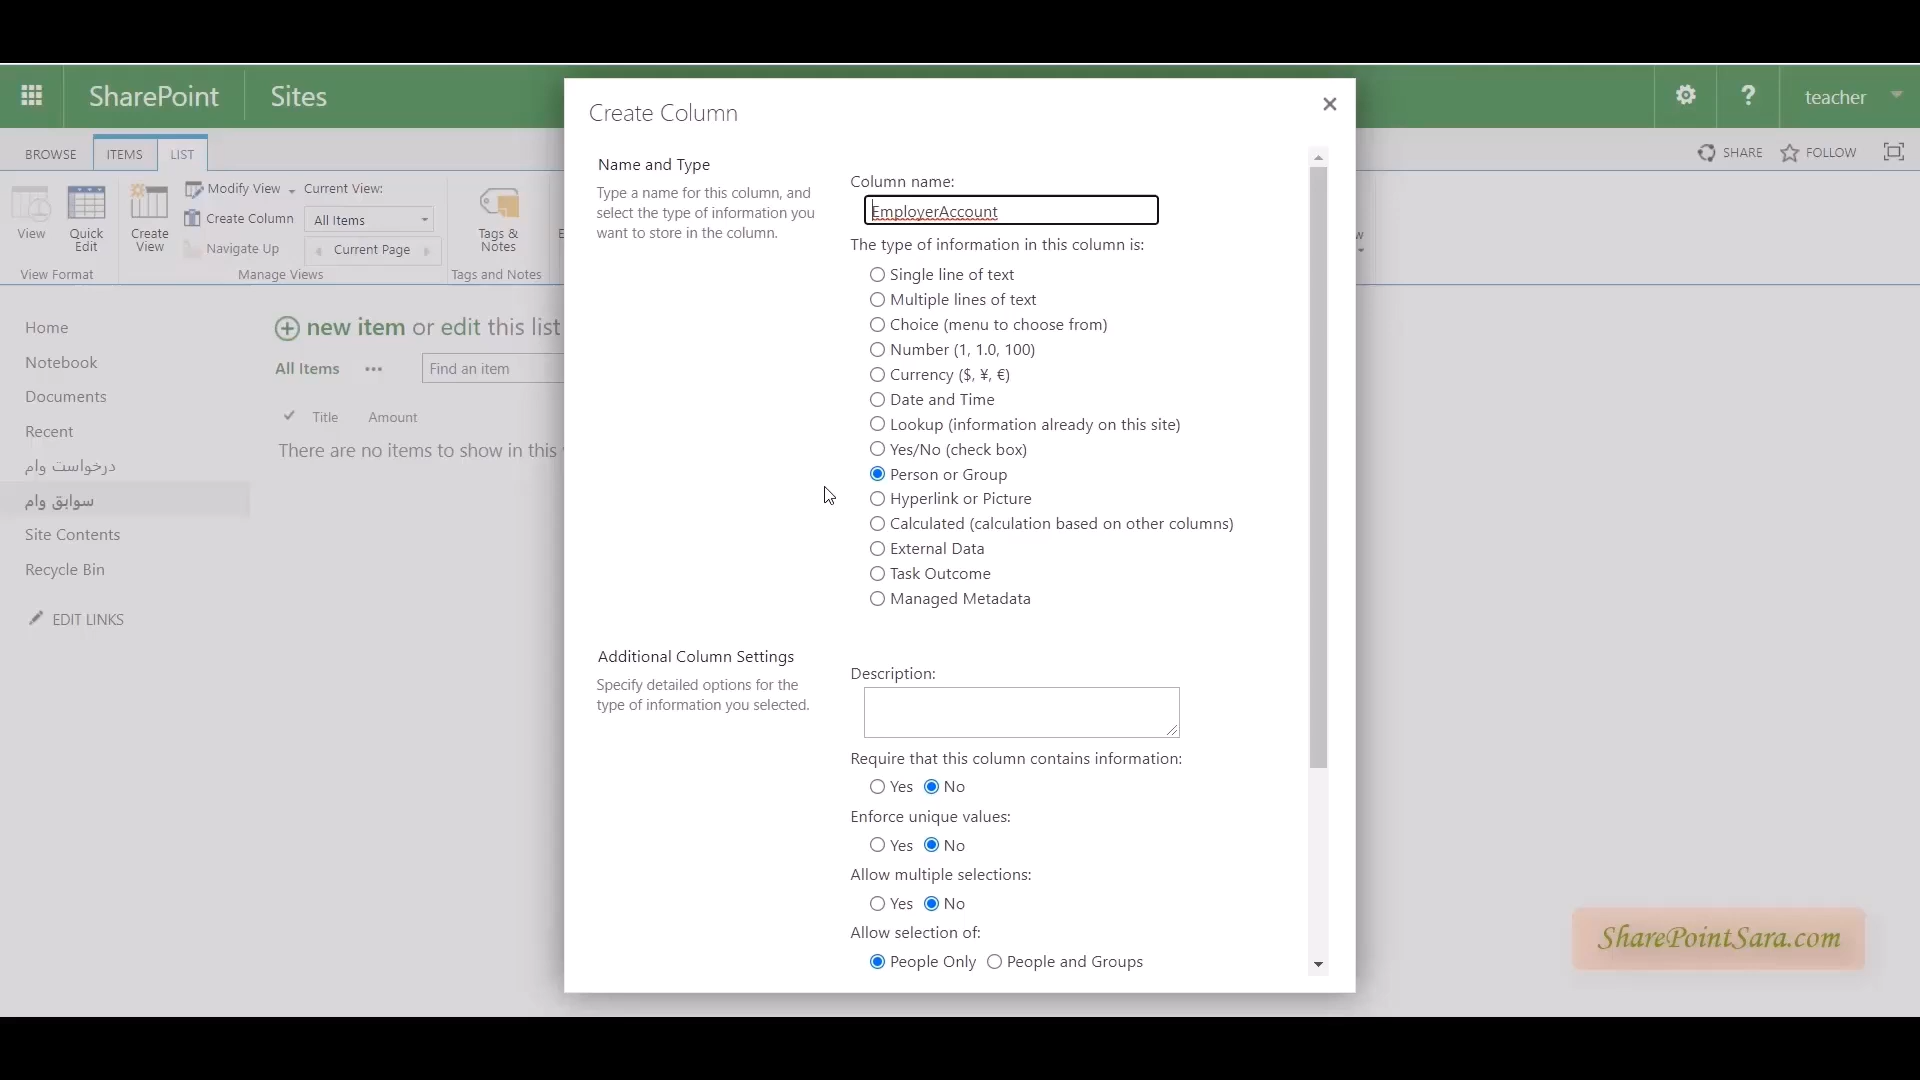 SharePoint
Sites
?
teacher
BROWSE
ITEMS
LIST
SHARE
FOLLOW
View
Quick
Edit
View Format
Create
View
Modify View
Create Column
Navigate Up
Current View:
All Items
Current Page
Manage Views
Tags &
Notes
Tags and Notes
Home
Notebook
Documents
Recent
درخواست وام
سوابق وام
Site Contents
Recycle Bin
EDIT LINKS
new item or edit this list
All Items
Find an item
Title
Amount
There are no items to show in this
Create Column
Name and Type
Type a name for this column, and
select the type of information you
want to store in the column.
Column name:
EmployerAccount
The type of information in this column is:
Single line of text
Multiple lines of text
Choice (menu to choose from)
Number (1, 1.0, 100)
Currency ($, ¥, €)
Date and Time
Lookup (information already on this site)
Yes/No (check box)
Person or Group
Hyperlink or Picture
Calculated (calculation based on other columns)
External Data
Task Outcome
Managed Metadata
Additional Column Settings
Specify detailed options for the
type of information you selected.
Description:
Require that this column contains information:
Yes No
Enforce unique values:
Yes No
Allow multiple selections:
Yes No
Allow selection of:
People Only People and Groups
SharePointSara.com